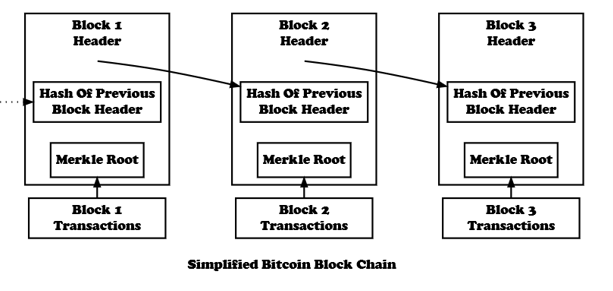 Block 1
Header
Block 2
Header
Block 3
Header
Hash Of Previous
Block Header
Hash Of Previous
Block Header
Hash Of Previous
Block Header
Merkle Root
Merkle Root
Merkle Root
Block 1
Transactions
Block 2
Transactions
Block 3
Transactions
Simplified Bitcoin Block Chain